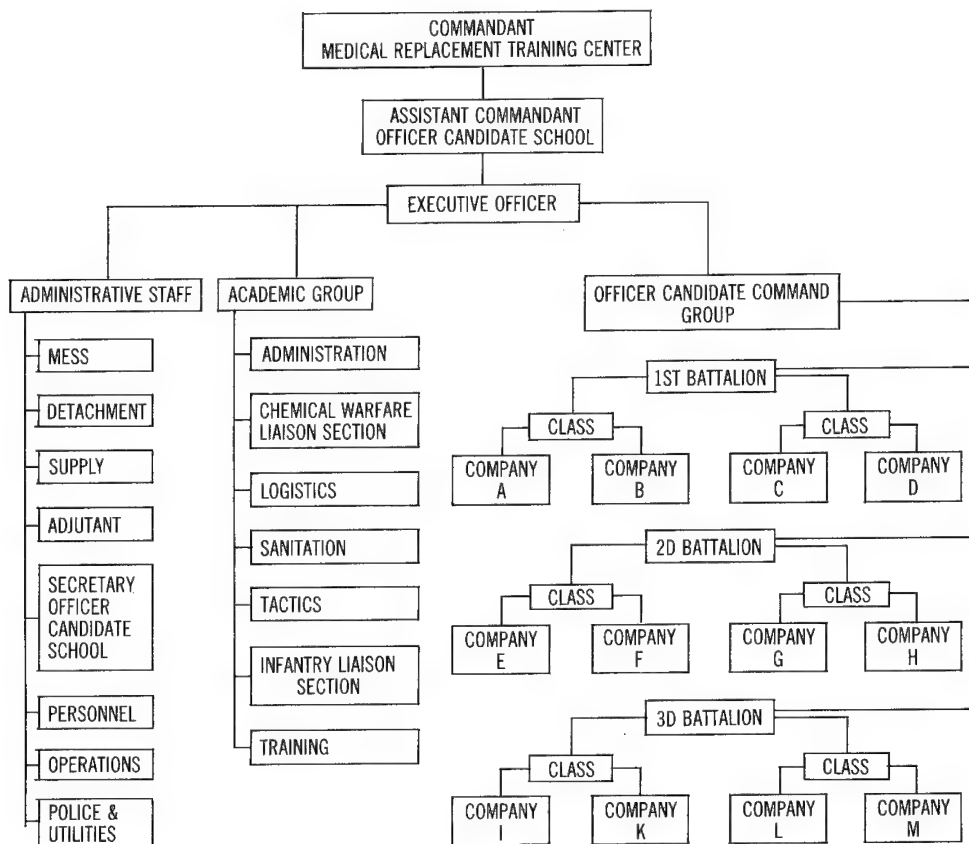 COMMANDANT
MEDICAL REPLACEMENT TRAINING CENTER
ASSISTANT COMMANDANT
OFFICER CANDIDATE SCHOOL
EXECUTIVE OFFICER
ADMINISTRATIVE STAFF
MESS
DETACHMENT
SUPPLY
ADJUTANT
SECRETARY
OFFICER
CANDIDATE
SCHOOL
PERSONNEL
OPERATIONS
POLICE &
UTILITIES
ACADEMIC GROUP
ADMINISTRATION
CHEMICAL WARFARE
LIAISON SECTION
LOGISTICS
SANITATION
TACTICS
INFANTRY LIAISON
SECTION
TRAINING
OFFICER CANDIDATE COMMAND
GROUP
1ST BATTALION
CLASS
COMPANY
A
COMPANY
B
CLASS
COMPANY
C
COMPANY
D
2D BATTALION
CLASS
COMPANY
E
COMPANY
F
CLASS
COMPANY
G
COMPANY
H
3D BATTALION
CLASS
COMPANY
I
COMPANY
K
CLASS
COMPANY
L
COMPANY
M